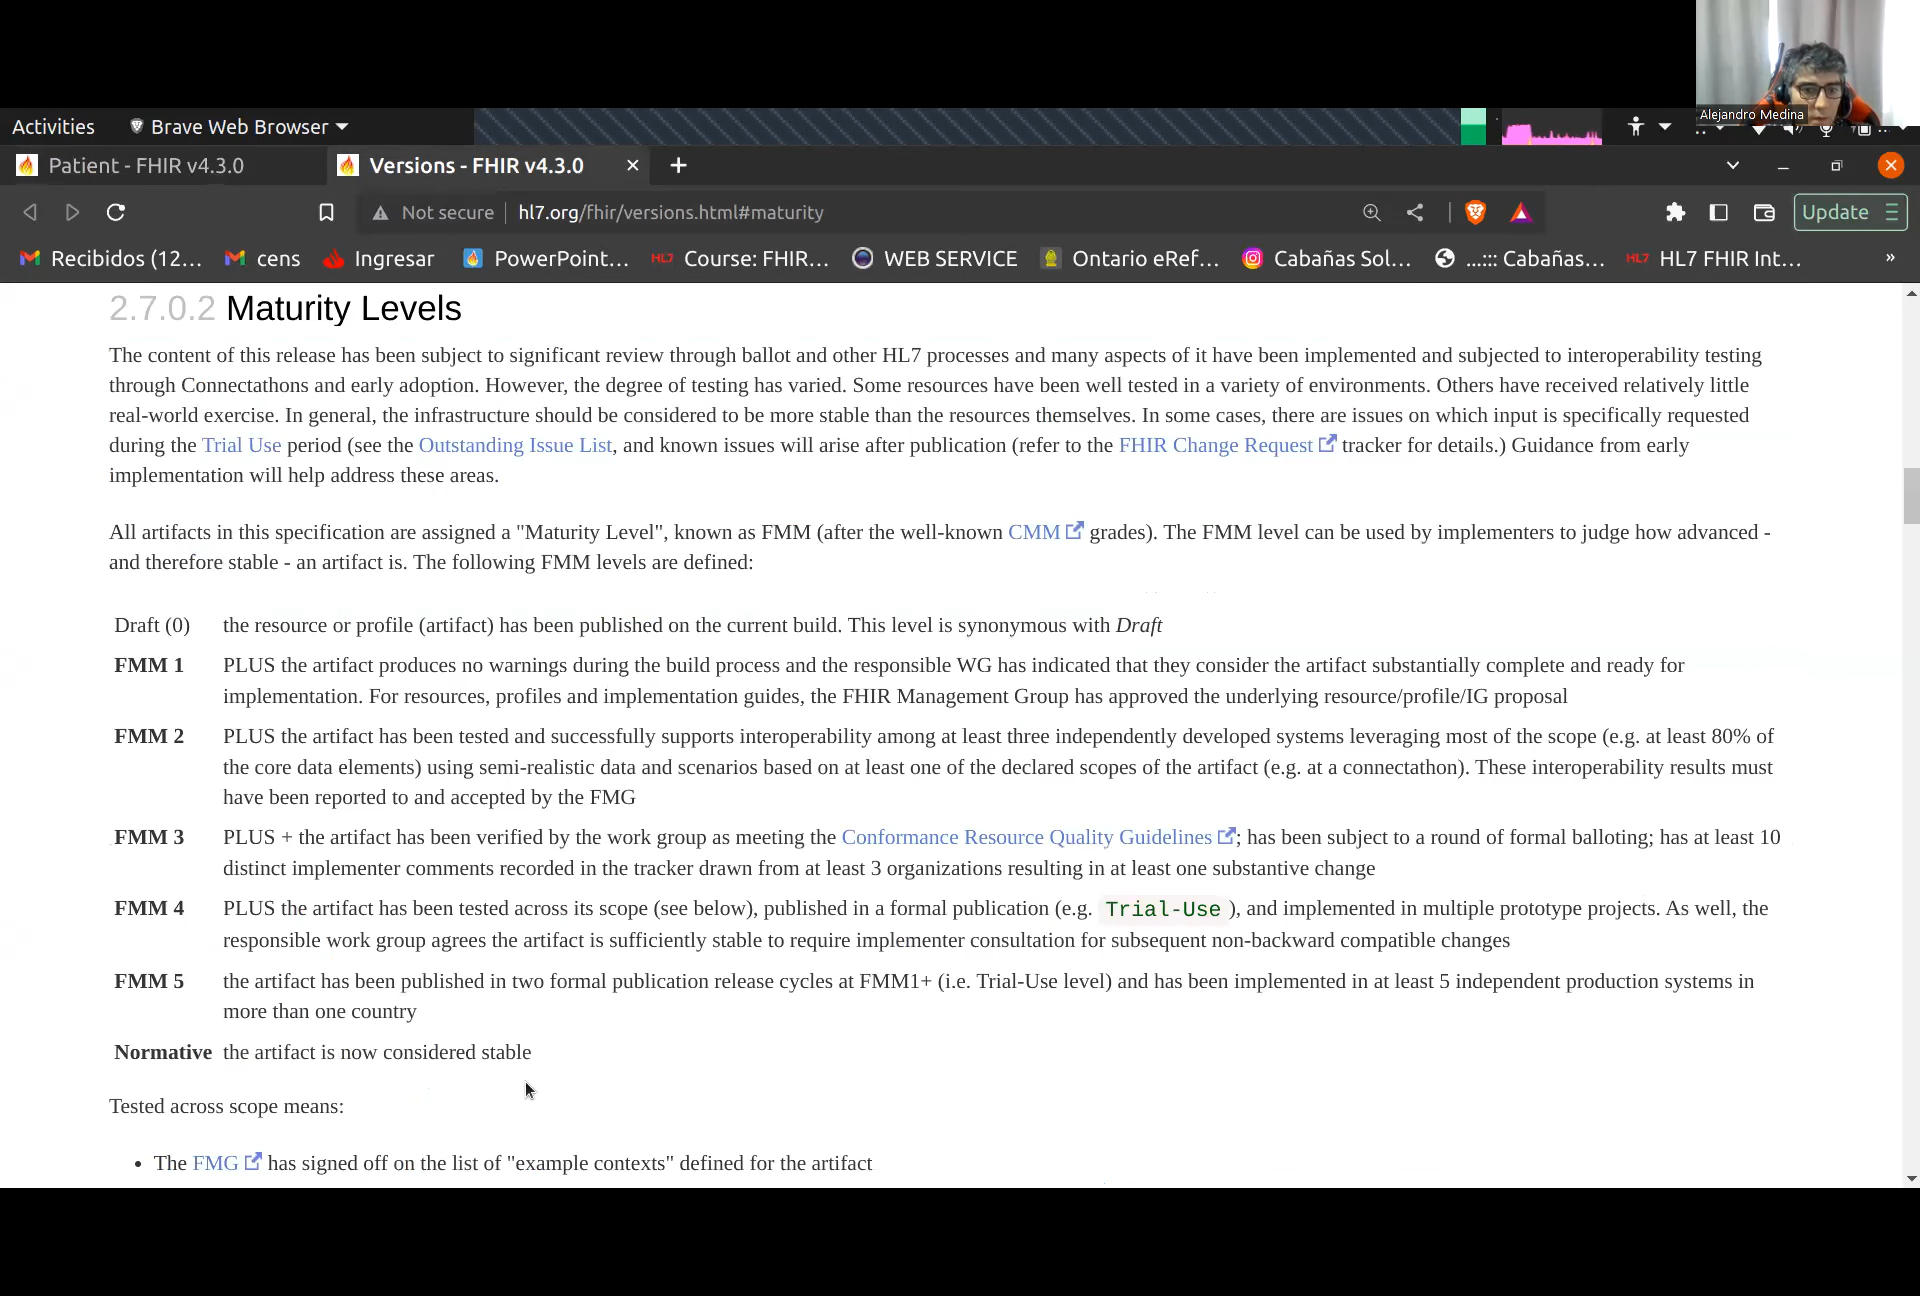 Alejandro Medina
Activities Brave Web Browser
Patient - FHIR v4.3.0 Versions - FHIR v4.3.0
Not secure hl7.org/fhir/versions.html#maturity Update
Recibidos (12… cens Ingresar PowerPoint… HL7 Course: FHIR… WEB SERVICE Ontario eRef… Cabañas Sol… ...::: Cabañas… HL7 HL7 FHIR Int… »
2.7.0.2 Maturity Levels
The content of this release has been subject to significant review through ballot and other HL7 processes and many aspects of it have been implemented and subjected to interoperability testing
through Connectathons and early adoption. However, the degree of testing has varied. Some resources have been well tested in a variety of environments. Others have received relatively little
real-world exercise. In general, the infrastructure should be considered to be more stable than the resources themselves. In some cases, there are issues on which input is specifically requested
during the Trial Use period (see the Outstanding Issue List, and known issues will arise after publication (refer to the FHIR Change Request tracker for details.) Guidance from early
implementation will help address these areas.
All artifacts in this specification are assigned a "Maturity Level", known as FMM (after the well-known CMM grades). The FMM level can be used by implementers to judge how advanced -
and therefore stable - an artifact is. The following FMM levels are defined:
Draft (0) the resource or profile (artifact) has been published on the current build. This level is synonymous with Draft
FMM 1 PLUS the artifact produces no warnings during the build process and the responsible WG has indicated that they consider the artifact substantially complete and ready for
implementation. For resources, profiles and implementation guides, the FHIR Management Group has approved the underlying resource/profile/IG proposal
FMM 2 PLUS the artifact has been tested and successfully supports interoperability among at least three independently developed systems leveraging most of the scope (e.g. at least 80% of
the core data elements) using semi-realistic data and scenarios based on at least one of the declared scopes of the artifact (e.g. at a connectathon). These interoperability results must
have been reported to and accepted by the FMG
FMM 3 PLUS + the artifact has been verified by the work group as meeting the Conformance Resource Quality Guidelines; has been subject to a round of formal balloting; has at least 10
distinct implementer comments recorded in the tracker drawn from at least 3 organizations resulting in at least one substantive change
FMM 4 PLUS the artifact has been tested across its scope (see below), published in a formal publication (e.g. Trial-Use), and implemented in multiple prototype projects. As well, the
responsible work group agrees the artifact is sufficiently stable to require implementer consultation for subsequent non-backward compatible changes
FMM 5 the artifact has been published in two formal publication release cycles at FMM1+ (i.e. Trial-Use level) and has been implemented in at least 5 independent production systems in
more than one country
Normative the artifact is now considered stable
Tested across scope means:
• The FMG has signed off on the list of "example contexts" defined for the artifact